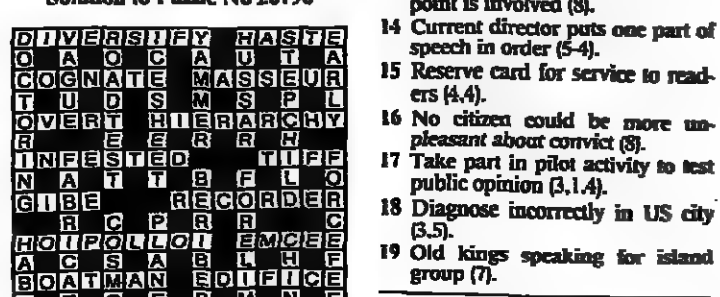 Solution to Puzzle No
DIVERSIFY HASTE
O A O C A U T A
COGNATE MASSEUR
T U D S M S P L
OVERT HIERARCHY
R E E R R H
INFESTED TIFF
N A T T B F L O
GIBE RECORDER
R C P R R C
HOIPOLLOI EMCEE
A C S A B L H F
BOATMAN EDIFICE
point is involved (8).
14 Current director puts one part of
speech in order (5-4).
15 Reserve card for service to read-
ers (4,4).
16 No citizen could be more un-
pleasant about convict (8).
17 Take part in pilot activity to test
public opinion (3,1,4).
18 Diagnose incorrectly in US city
(3,5).
19 Old kings speaking for island
group (7).